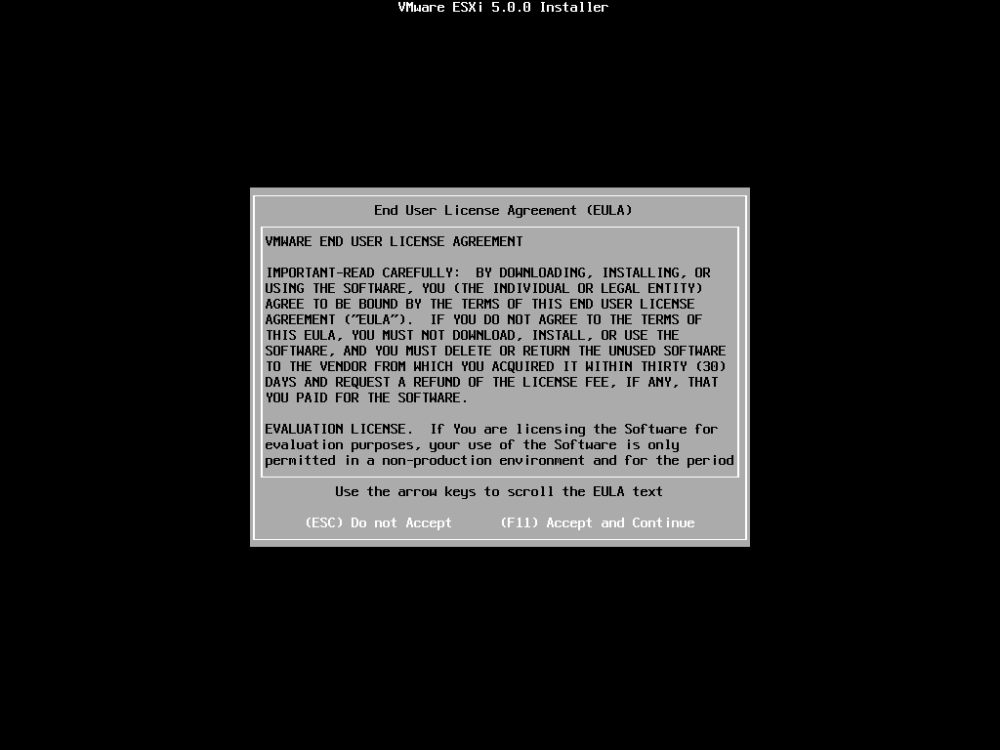 VMware ESXi 5.0.0 Installer
End User License Agreement (EULA)
VMWARE END USER LICENSE AGREEMENT
IMPORTANT-READ CAREFULLY:  BY DOWNLOADING, INSTALLING, OR
USING THE SOFTWARE, YOU (THE INDIVIDUAL OR LEGAL ENTITY)
AGREE TO BE BOUND BY THE TERMS OF THIS END USER LICENSE
AGREEMENT ("EULA").  IF YOU DO NOT AGREE TO THE TERMS OF
THIS EULA, YOU MUST NOT DOWNLOAD, INSTALL, OR USE THE
SOFTWARE, AND YOU MUST DELETE OR RETURN THE UNUSED SOFTWARE
TO THE VENDOR FROM WHICH YOU ACQUIRED IT WITHIN THIRTY (30)
DAYS AND REQUEST A REFUND OF THE LICENSE FEE, IF ANY, THAT
YOU PAID FOR THE SOFTWARE.
EVALUATION LICENSE.  If You are licensing the Software for
evaluation purposes, your use of the Software is only
permitted in a non-production environment and for the period
Use the arrow keys to scroll the EULA text
(ESC) Do not Accept      (F11) Accept and Continue